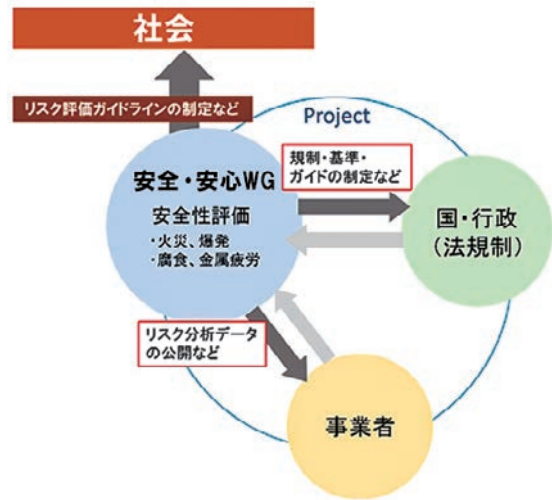 社会
リスク評価ガイドラインの制定など
Project
安全・安心WG
安全性評価
・火災、爆発
・腐食、金属疲労
規制・基準・
ガイドの制定など
国・行政
(法規制)
リスク分析データ
の公開など
事業者